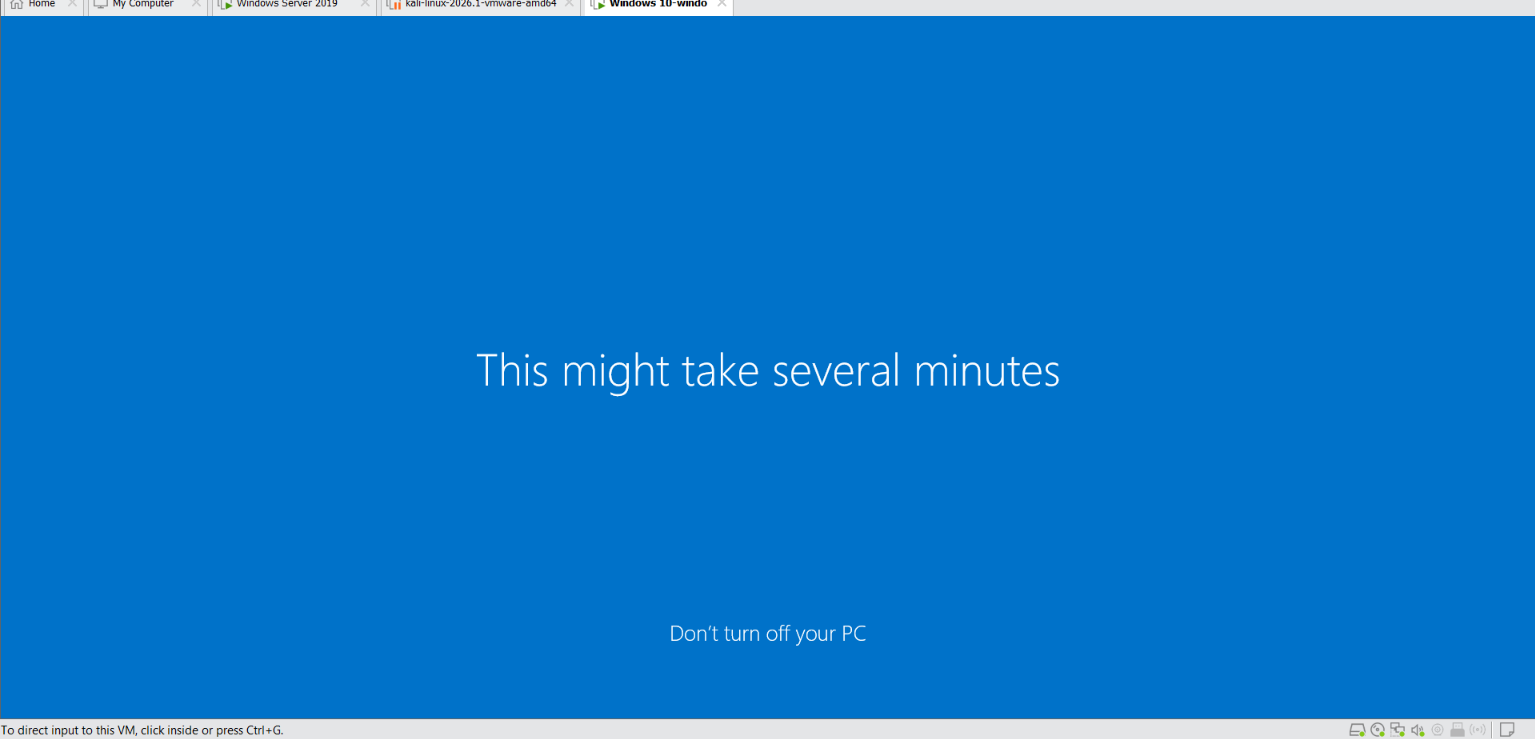 Home
My Computer
Windows Server 2019
kali-linux-2026.1-vmware-amd64
Windows 10-windo
This might take several minutes
Don't turn off your PC
To direct input to this VM, click inside or press Ctrl+G.